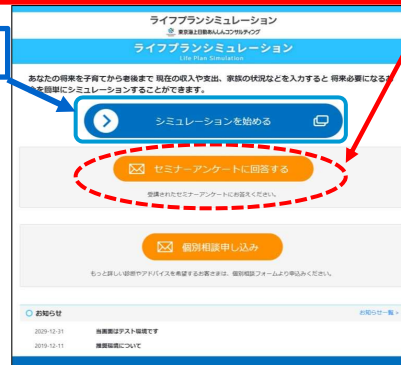 ライフプランシミュレーション
東京海上日動あんしんコンサルティング
ライフプランシミュレーション
Life Plan Simulation
あなたの将来を子育てから老後まで 現在の収入や支出、家族の状況などを入力すると 将来必要になるお
を簡単にシミュレーションすることができます。
シミュレーションを始める
セミナーアンケートに回答する
受講されたセミナーアンケートにお答えください。
個別相談申し込み
もっと詳しい診断やアドバイスを希望するお客さまは、個別相談フォームより申込みください。
お知らせ
お知らせ一覧 >
2029-12-31 当画面はテスト環境です
2019-12-11 推奨環境について